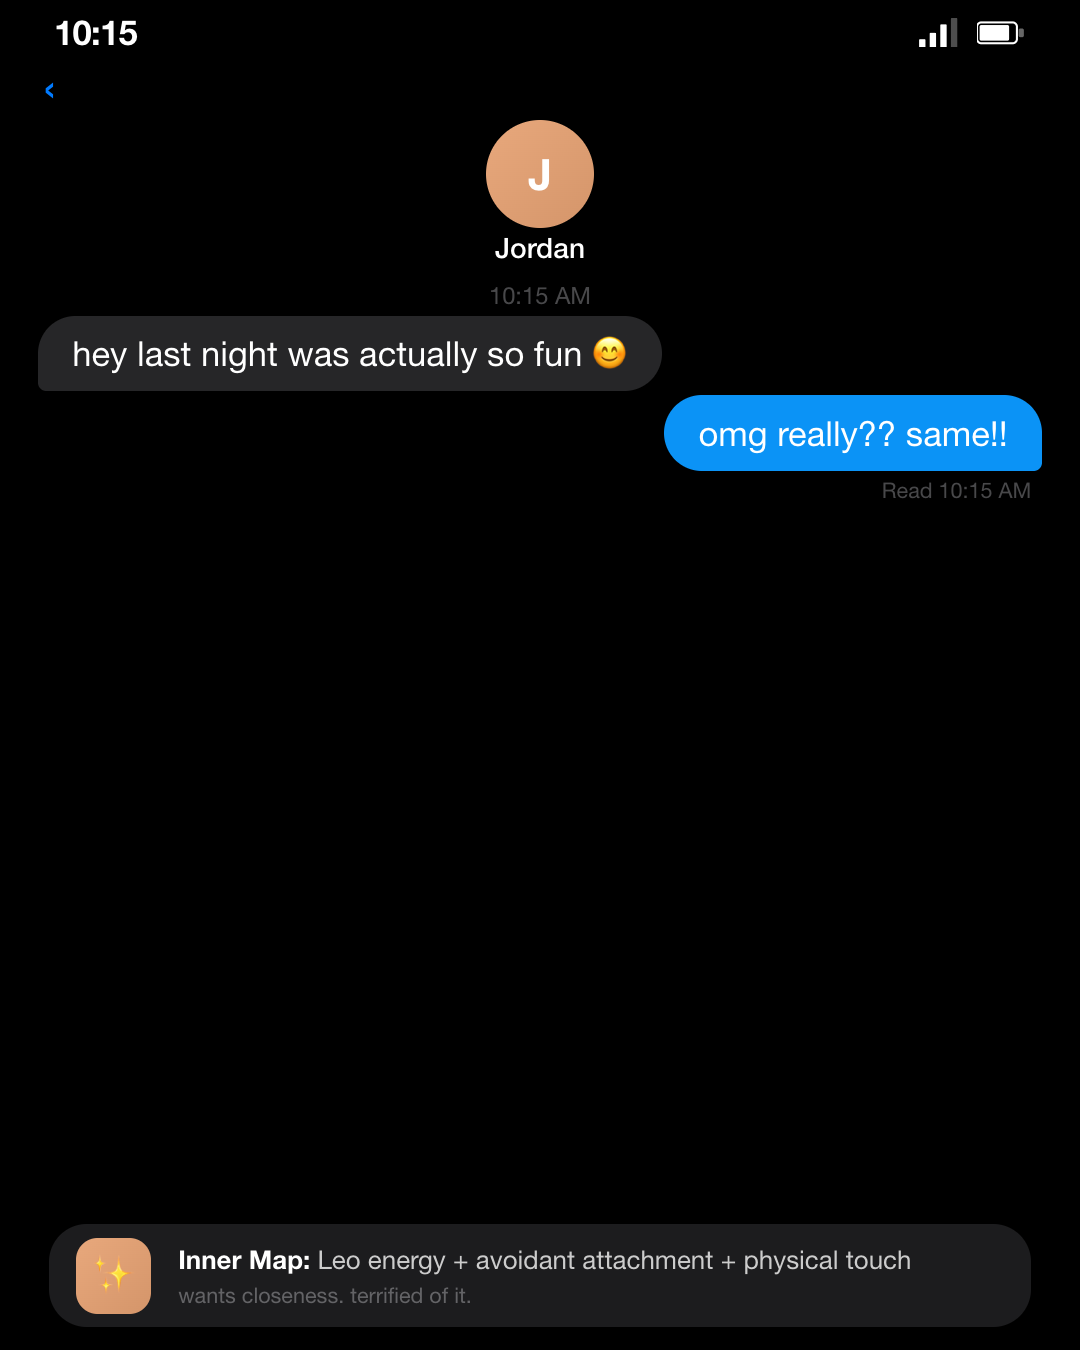 10:15
J
Jordan
10:15 AM
hey last night was actually so fun 😊
omg really?? same!!
Read 10:15 AM
Inner Map: Leo energy + avoidant attachment + physical touch
wants closeness. terrified of it.